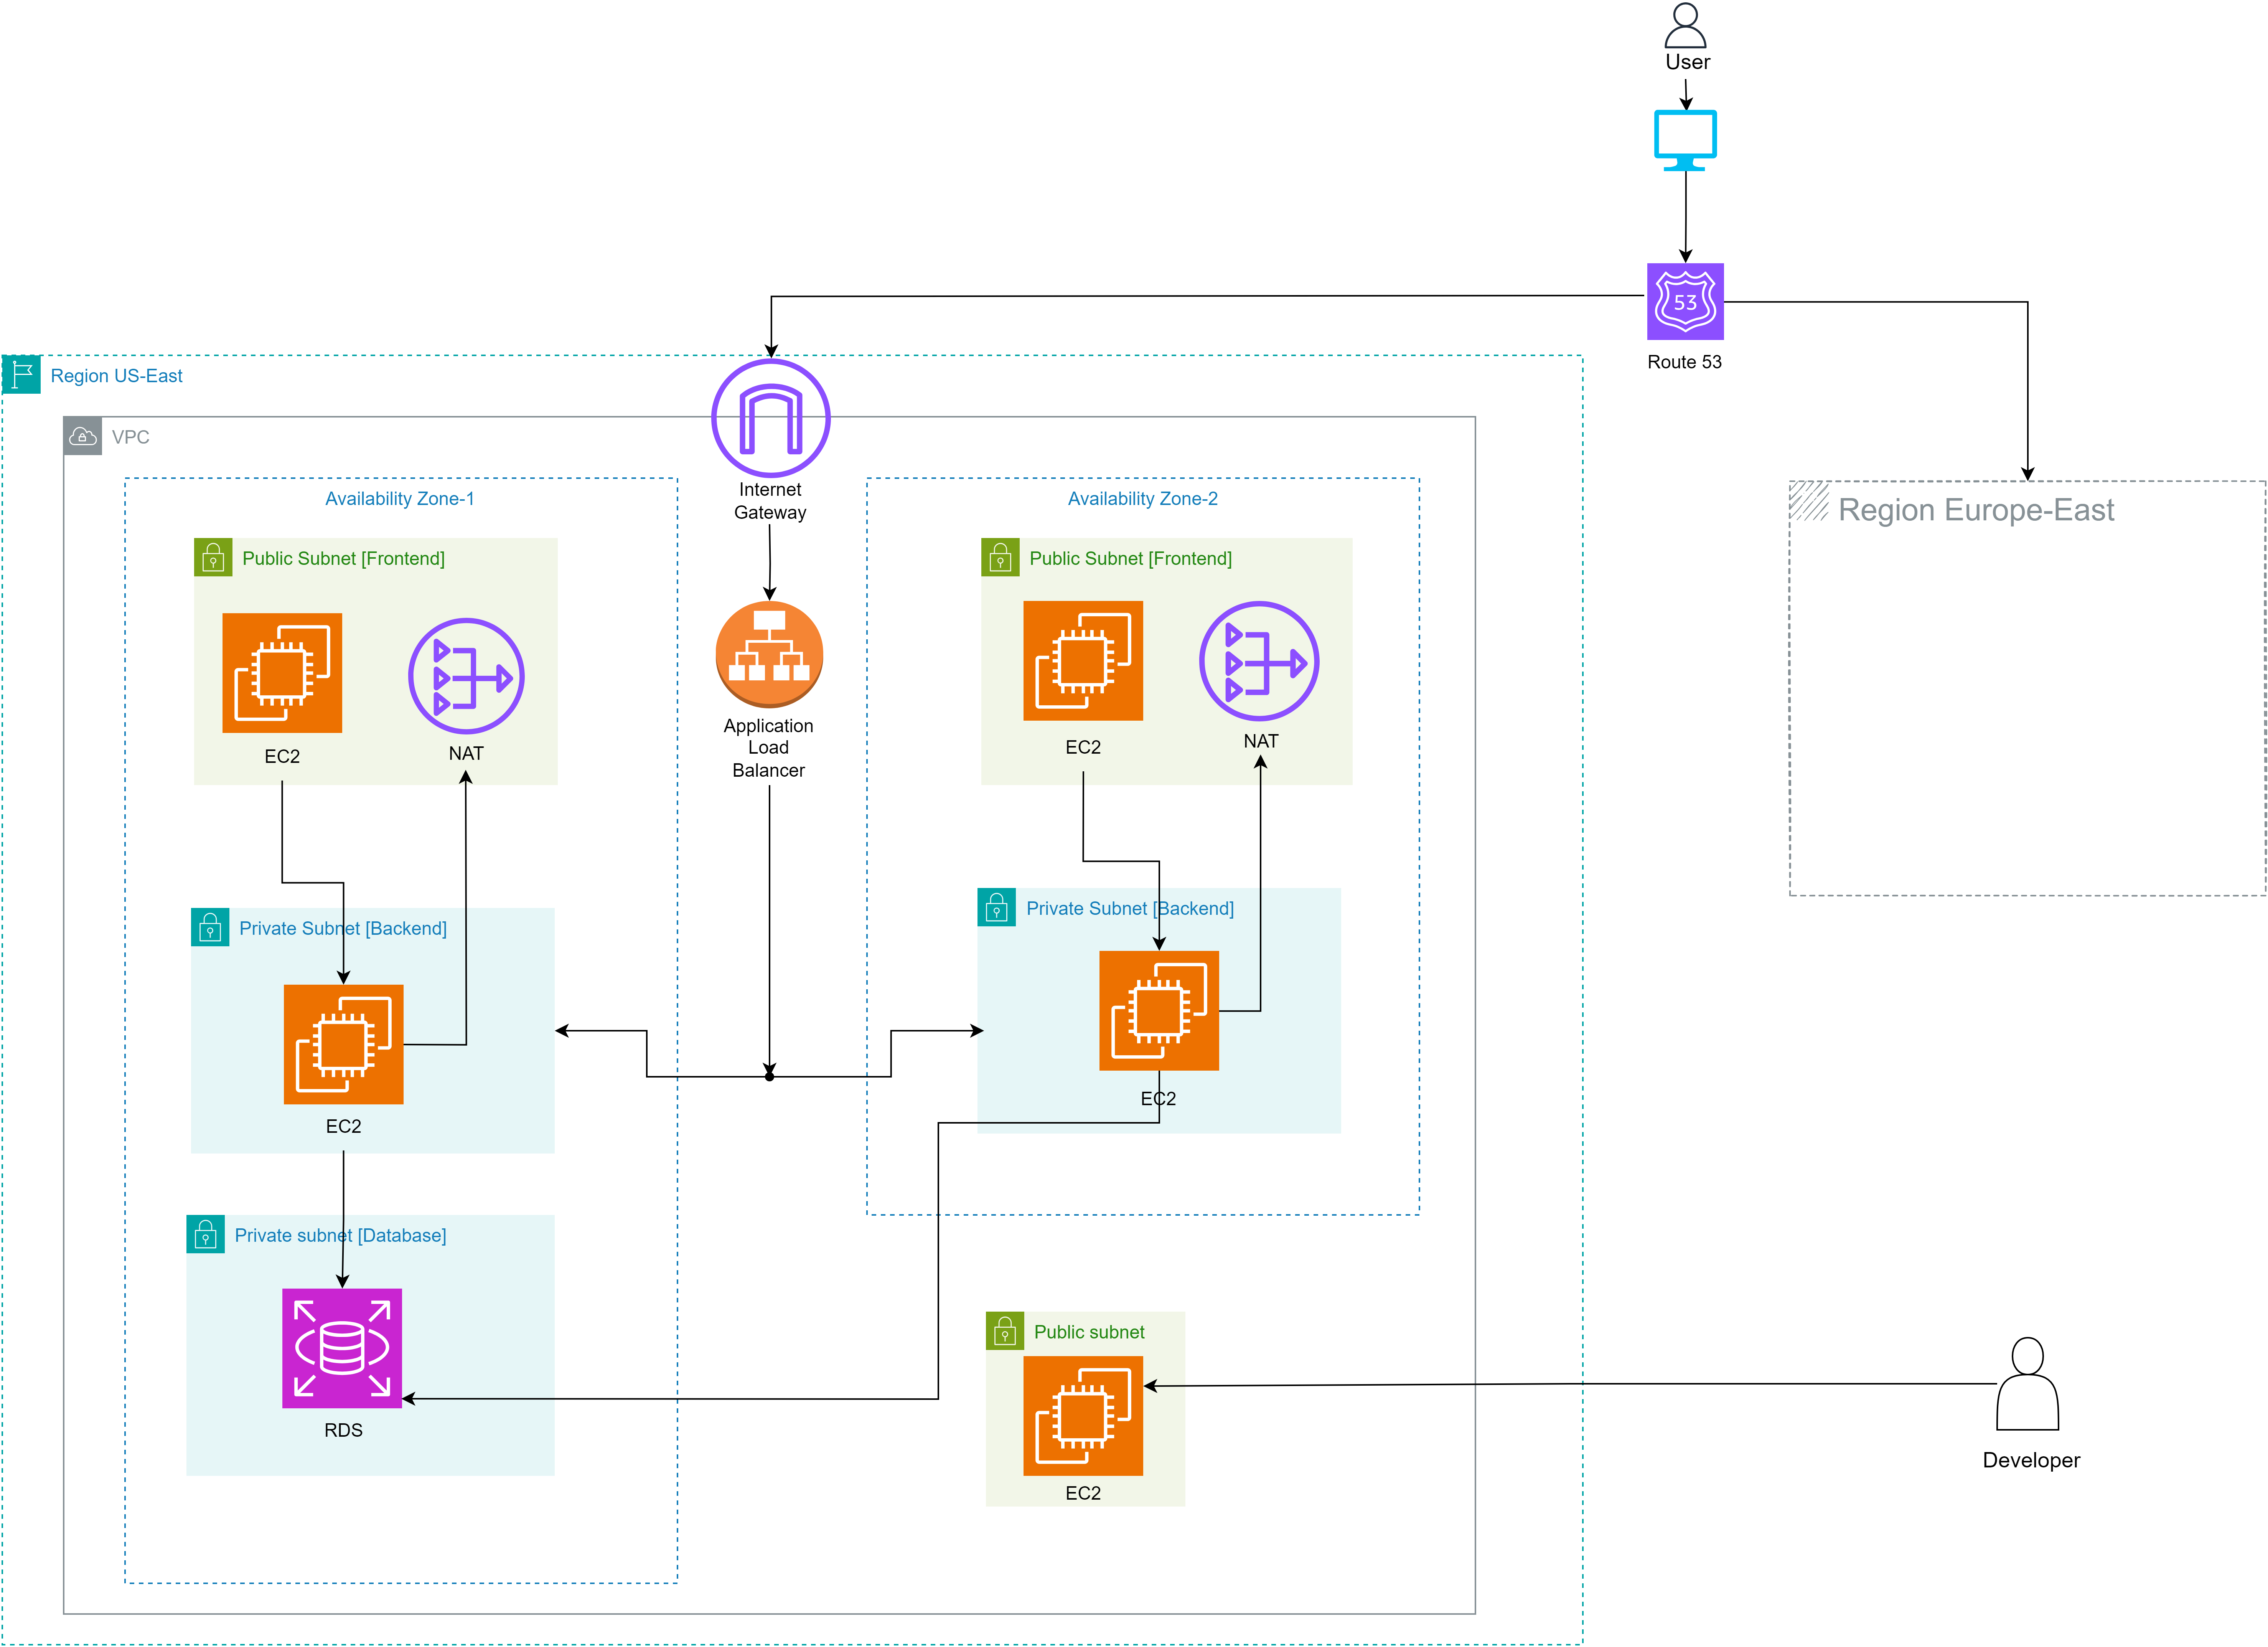 User
53
Route 53
Region US-East
VPC
Internet
Gateway
Availability Zone-1
Availability Zone-2
Region Europe-East
Public Subnet [Frontend]
Public Subnet [Frontend]
EC2
NAT
Application
Load
Balancer
EC2
NAT
Private Subnet [Backend]
Private Subnet [Backend]
EC2
EC2
Private subnet [Database]
RDS
Public subnet
EC2
Developer